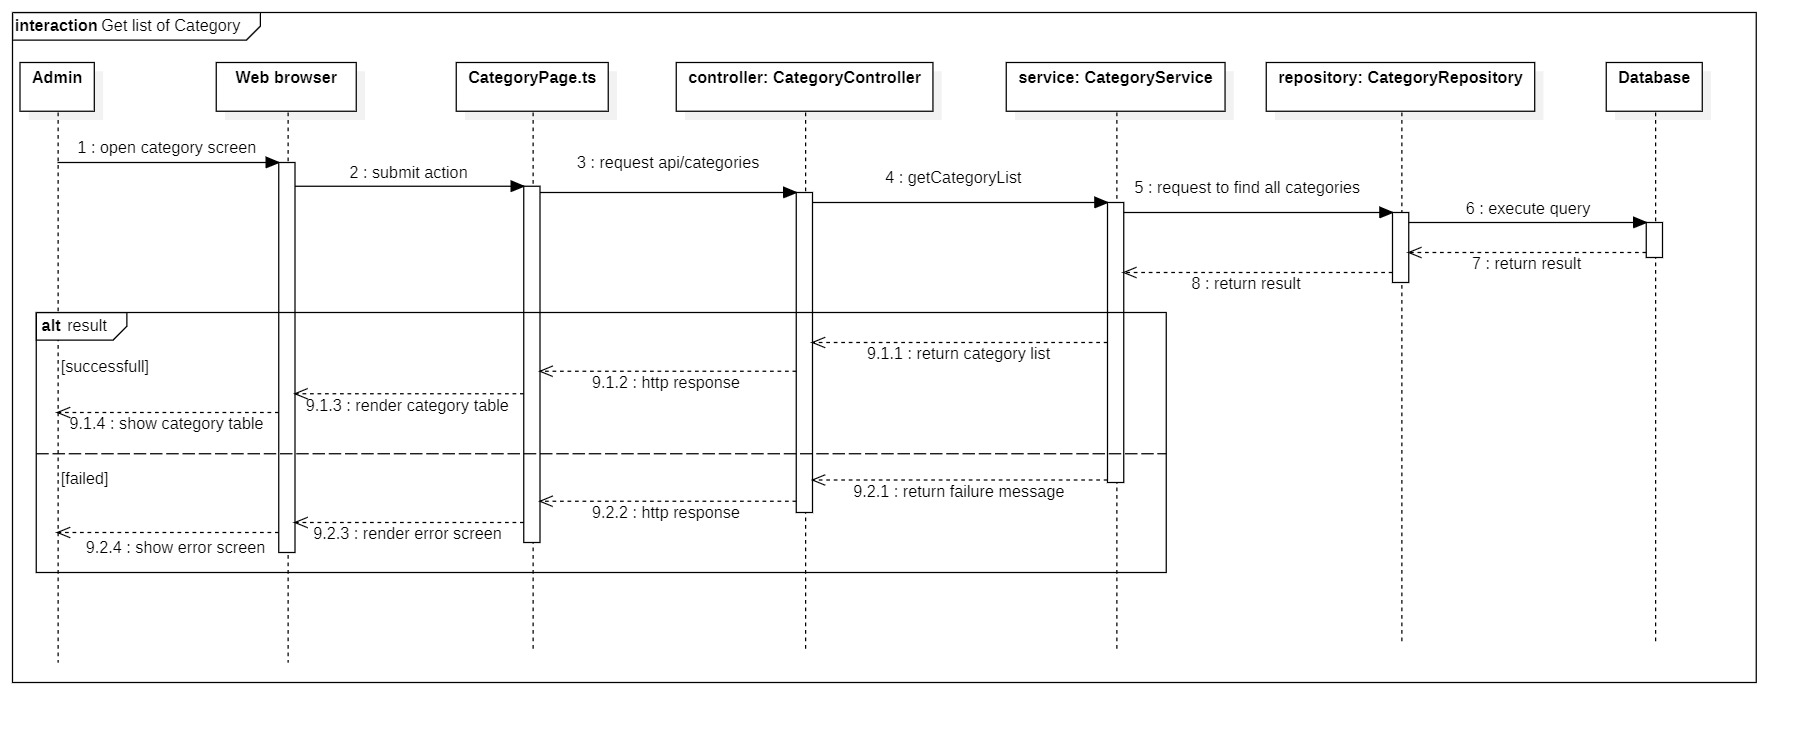 interaction Get list of Category
Admin
Web browser
CategoryPage.ts
controller: CategoryController
service: CategoryService
repository: CategoryRepository
Database
1 : open category screen
2 : submit action
3 : request api/categories
4 : getCategoryList
5 : request to find all categories
6 : execute query
7 : return result
8 : return result
alt result
[successfull]
9.1.1 : return category list
9.1.2 : http response
9.1.3 : render category table
9.1.4 : show category table
[failed]
9.2.1 : return failure message
9.2.2 : http response
9.2.3 : render error screen
9.2.4 : show error screen